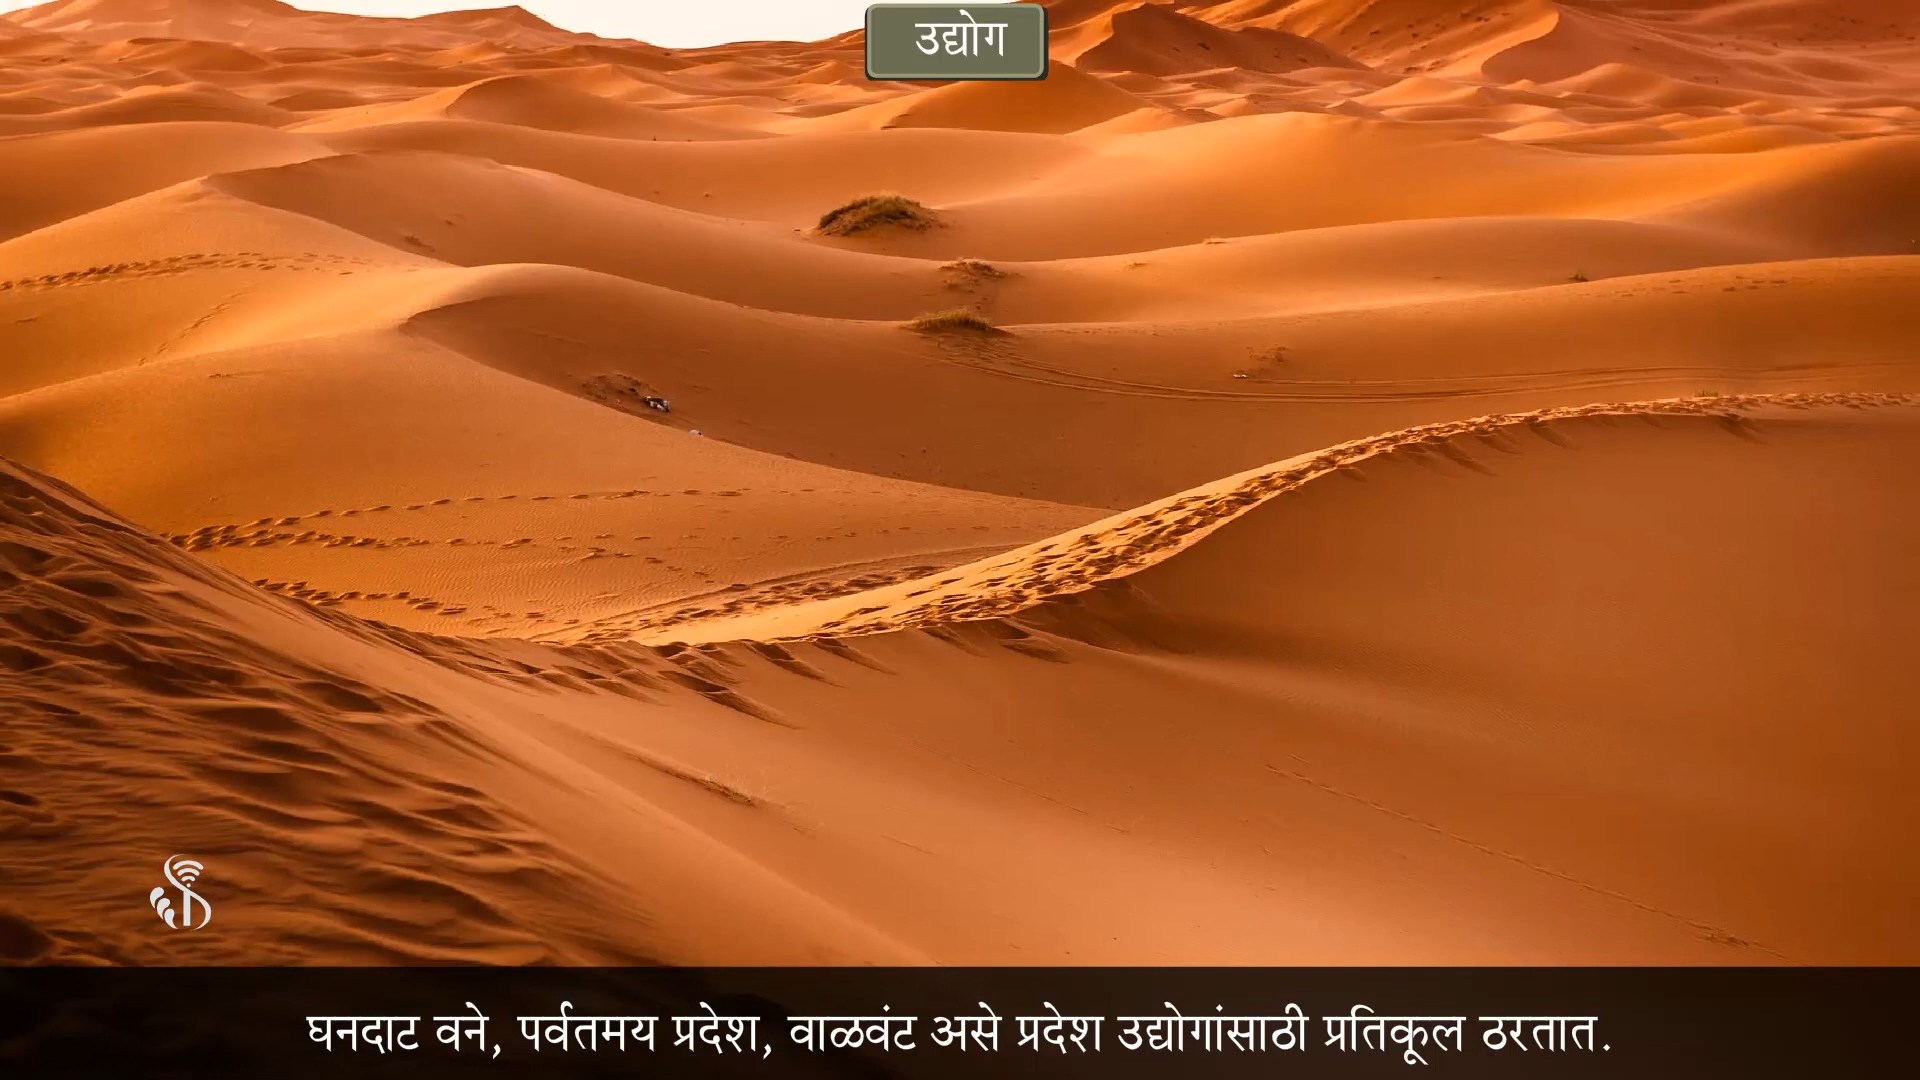 उद्योग
घनदाट वने, पर्वतमय प्रदेश, वाळवंट असे प्रदेश उद्योगांसाठी प्रतिकूल ठरतात.